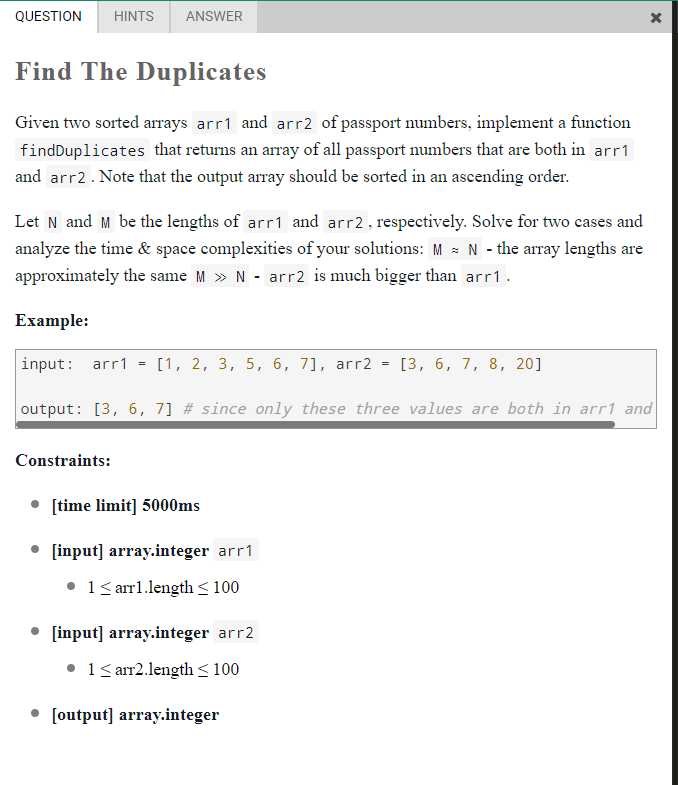 QUESTION HINTS ANSWER ×
Find The Duplicates
Given two sorted arrays arr1 and arr2 of passport numbers, implement a function
findDuplicates that returns an array of all passport numbers that are both in arr1
and arr2. Note that the output array should be sorted in an ascending order.
Let N and M be the lengths of arr1 and arr2, respectively. Solve for two cases and
analyze the time & space complexities of your solutions: M ≈ N - the array lengths are
approximately the same M ≫ N - arr2 is much bigger than arr1.
Example:
input:  arr1 = [1, 2, 3, 5, 6, 7], arr2 = [3, 6, 7, 8, 20]
output: [3, 6, 7] # since only these three values are both in arr1 and
Constraints:
• [time limit] 5000ms
• [input] array.integer arr1
• 1 ≤ arr1.length ≤ 100
• [input] array.integer arr2
• 1 ≤ arr2.length ≤ 100
• [output] array.integer